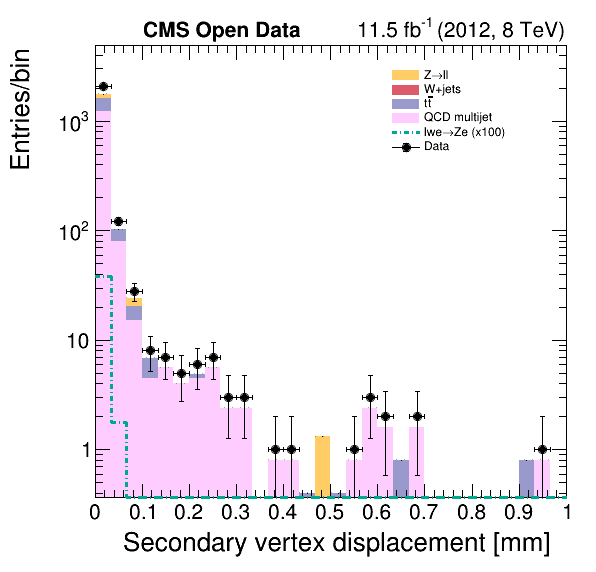 CMS Open Data
11.5 fb⁻¹ (2012, 8 TeV)
Entries/bin
Z→ll
W+jets
tt̄
QCD multijet
lwe→Ze (x100)
Data
10³
10²
10
1
0 0.1 0.2 0.3 0.4 0.5 0.6 0.7 0.8 0.9 1
Secondary vertex displacement [mm]